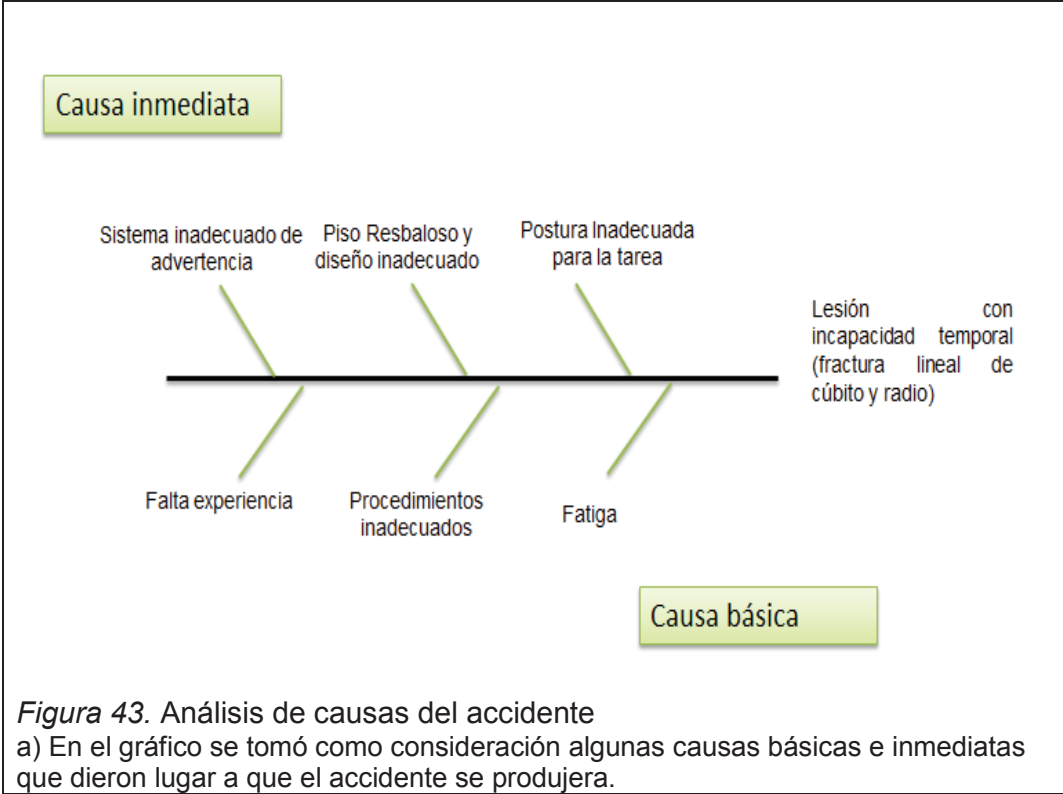 Causa inmediata
Sistema inadecuado de
advertencia
Piso Resbaloso y
diseño inadecuado
Postura Inadecuada
para la tarea
Lesión con
incapacidad temporal
(fractura lineal de
cúbito y radio)
Falta experiencia
Procedimientos
inadecuados
Fatiga
Causa básica
Figura 43. Análisis de causas del accidente
a) En el gráfico se tomó como consideración algunas causas básicas e inmediatas
que dieron lugar a que el accidente se produjera.